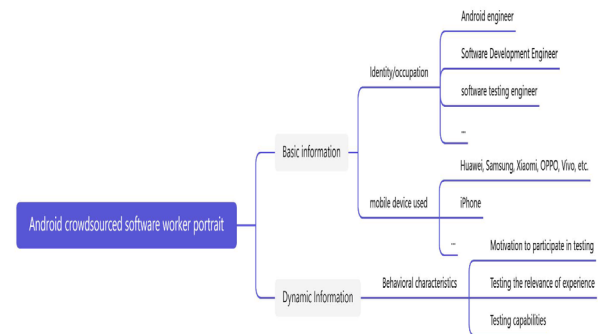 Android crowdsourced software worker portrait
Basic information
Identity/occupation
Android engineer
Software Development Engineer
software testing engineer
...
mobile device used
Huawei, Samsung, Xiaomi, OPPO, Vivo, etc.
iPhone
...
Dynamic Information
Behavioral characteristics
Motivation to participate in testing
Testing the relevance of experience
Testing capabilities